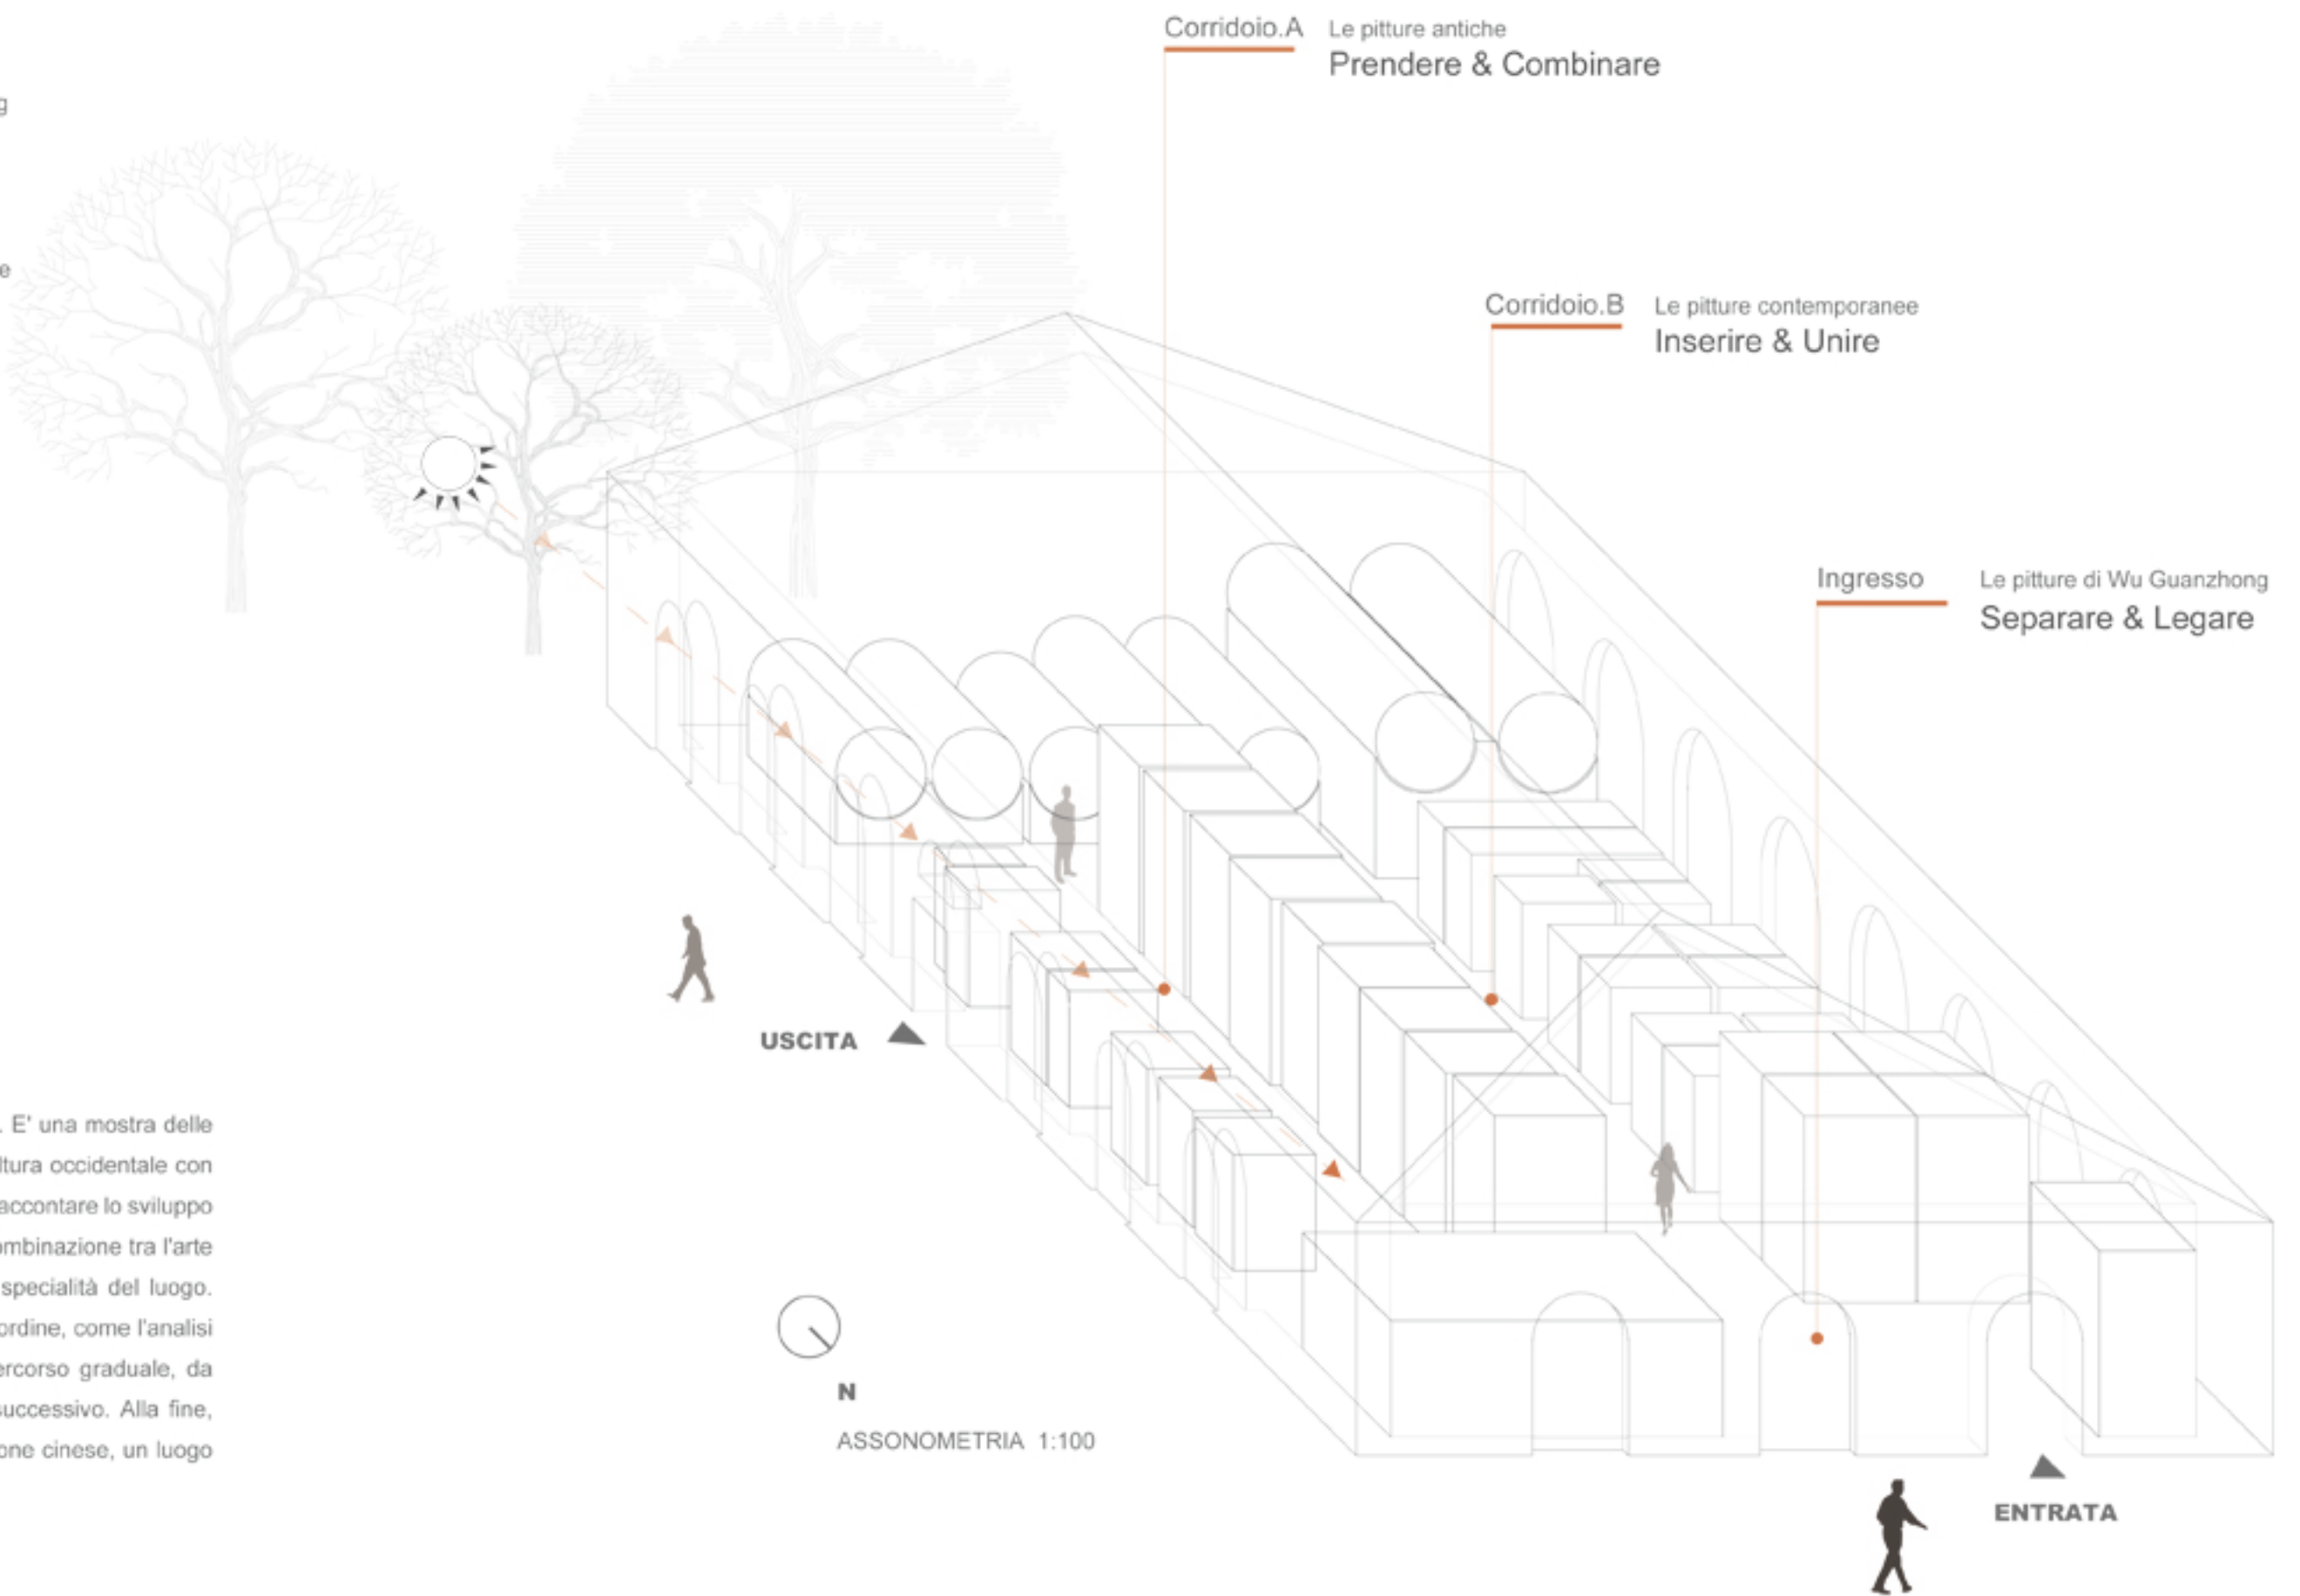 Corridoio.A Le pitture antiche
Prendere & Combinare
g
e
Corridoio.B Le pitture contemporanee
Inserire & Unire
Ingresso Le pitture di Wu Guanzhong
Separare & Legare
USCITA
. E' una mostra delle
ltura occidentale con
accontare lo sviluppo
ombinazione tra l'arte
specialità del luogo.
ordine, come l'analisi
ercorso graduale, da
successivo. Alla fine,
one cinese, un luogo
N
ASSONOMETRIA 1:100
ENTRATA